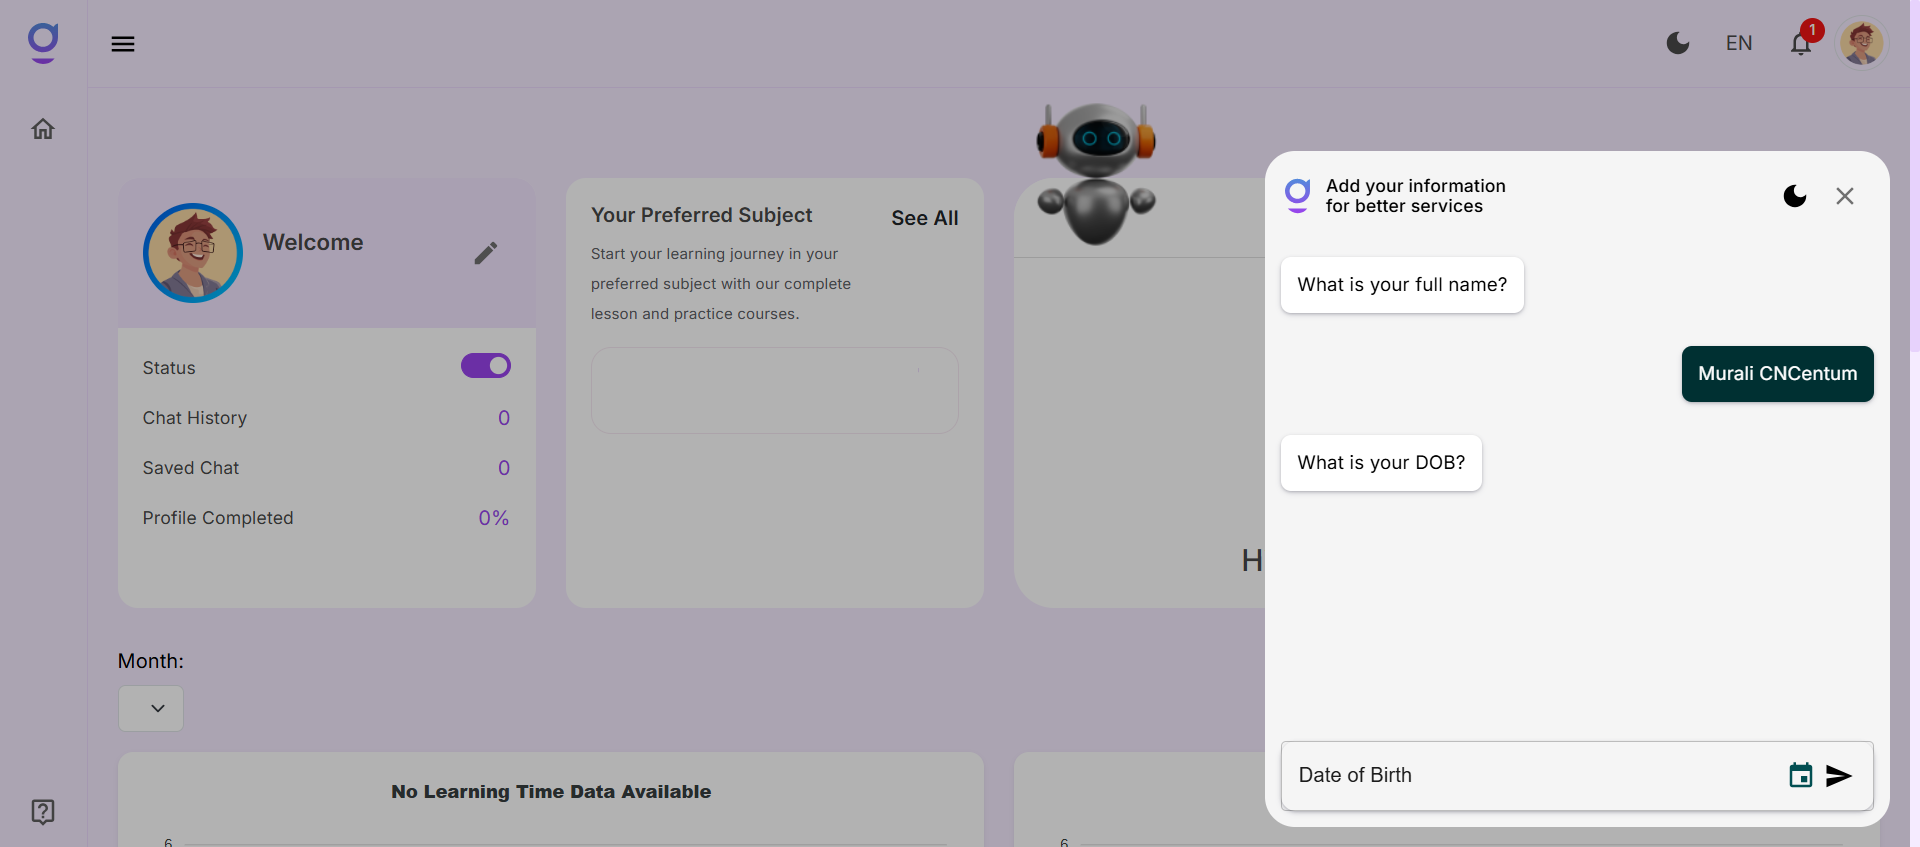 EN
1
Welcome
Status
Chat History 0
Saved Chat 0
Profile Completed 0%
Your Preferred Subject
See All
Start your learning journey in your
preferred subject with our complete
lesson and practice courses.
H
Month:
No Learning Time Data Available
6
6
Add your information
for better services
What is your full name?
Murali CNCentum
What is your DOB?
Date of Birth